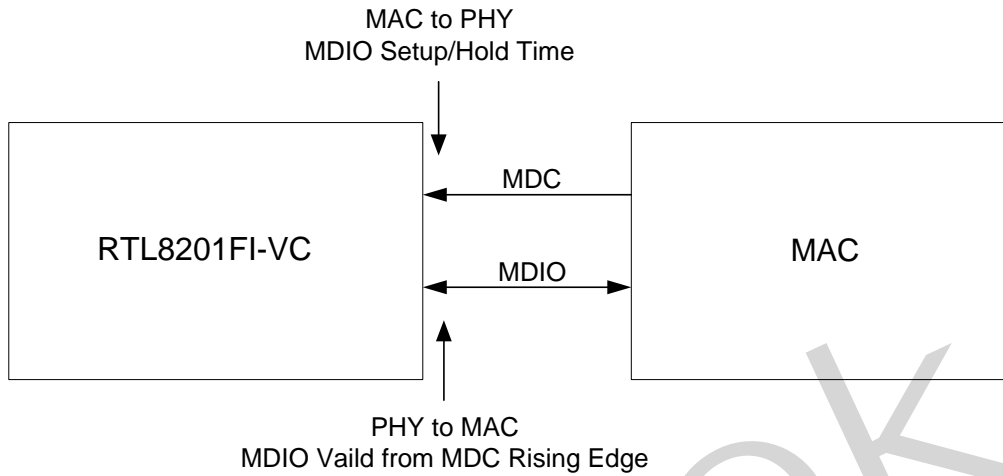 MAC to PHY
MDIO Setup/Hold Time
MDC
RTL8201FI-VC
MAC
MDIO
PHY to MAC
MDIO Vaild from MDC Rising Edge